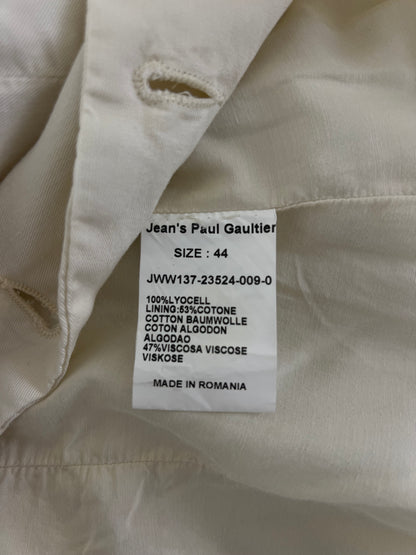 Jean's Paul Gaultier
SIZE : 44
JWW137-23524-009-0
100%LYOCELL
LINING:53%COTONE
COTTON BAUMWOLLE
COTON ALGODON
ALGODAO
47%VISCOSA VISCOSE
VISKOSE
MADE IN ROMANIA